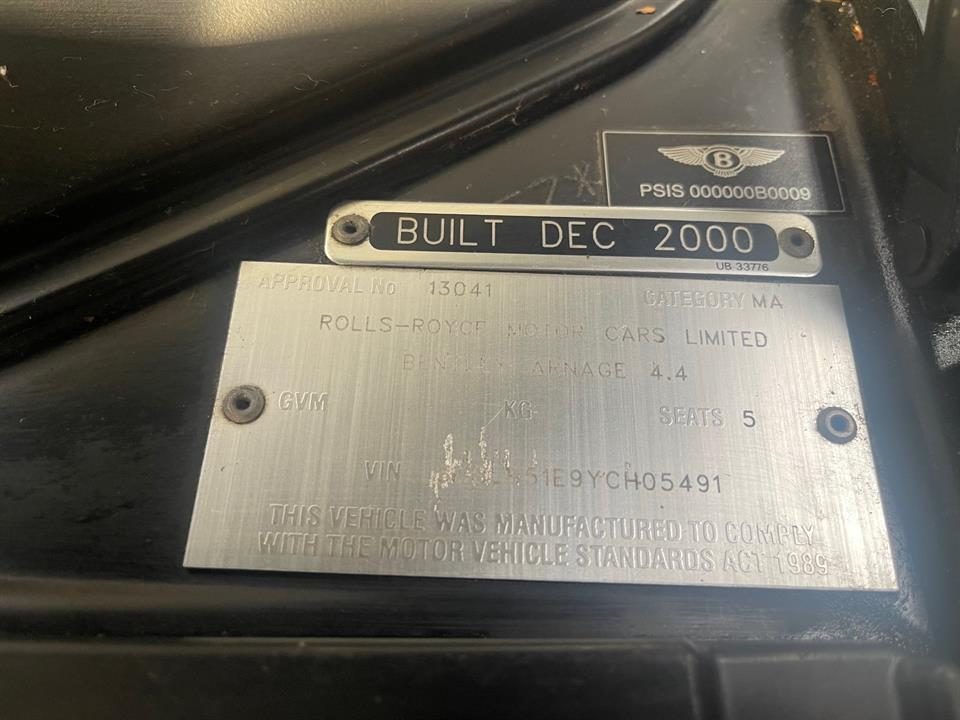 B
PSIS 000000B0009
BUILT DEC 2000
UB 33776
APPROVAL No 13041 CATEGORY MA
ROLLS-ROYCE MOTOR CARS LIMITED
BENTLEY ARNAGE 4.4
GVM KG SEATS 5
VIN
THIS VEHICLE WAS MANUFACTURED TO COMPLY
WITH THE MOTOR VEHICLE STANDARDS ACT 1989